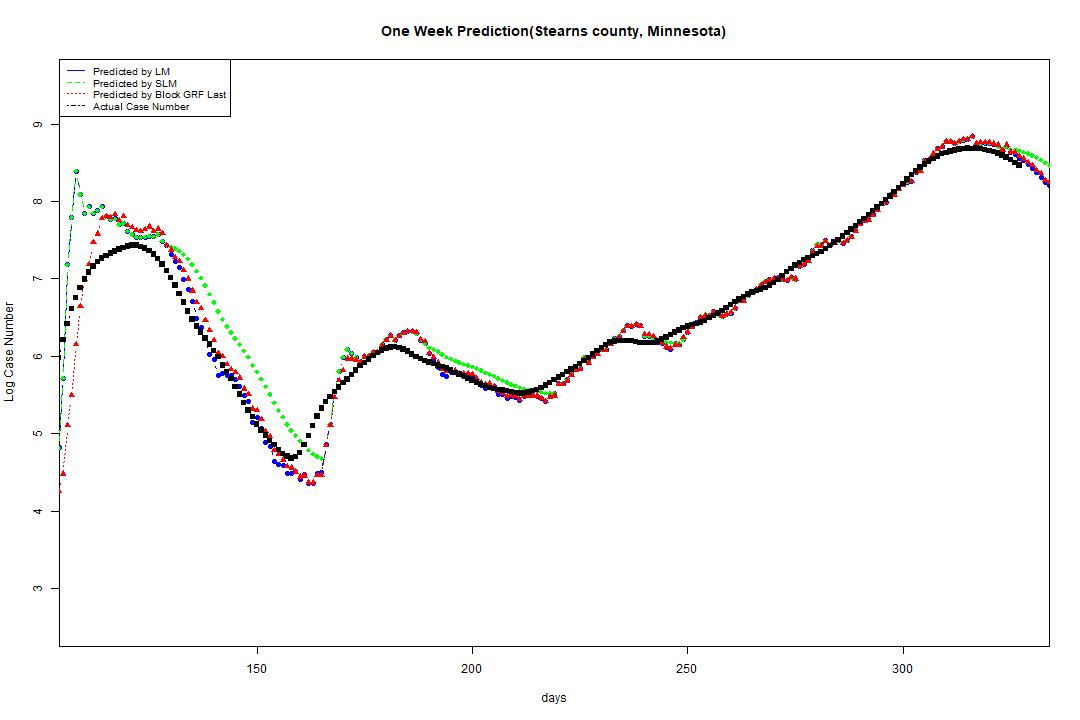 One Week Prediction(Stearns county, Minnesota)
Predicted by LM
Predicted by SLM
Predicted by Block GRF Last
Actual Case Number
Log Case Number
9
8
7
6
5
4
3
150 200 250 300
days